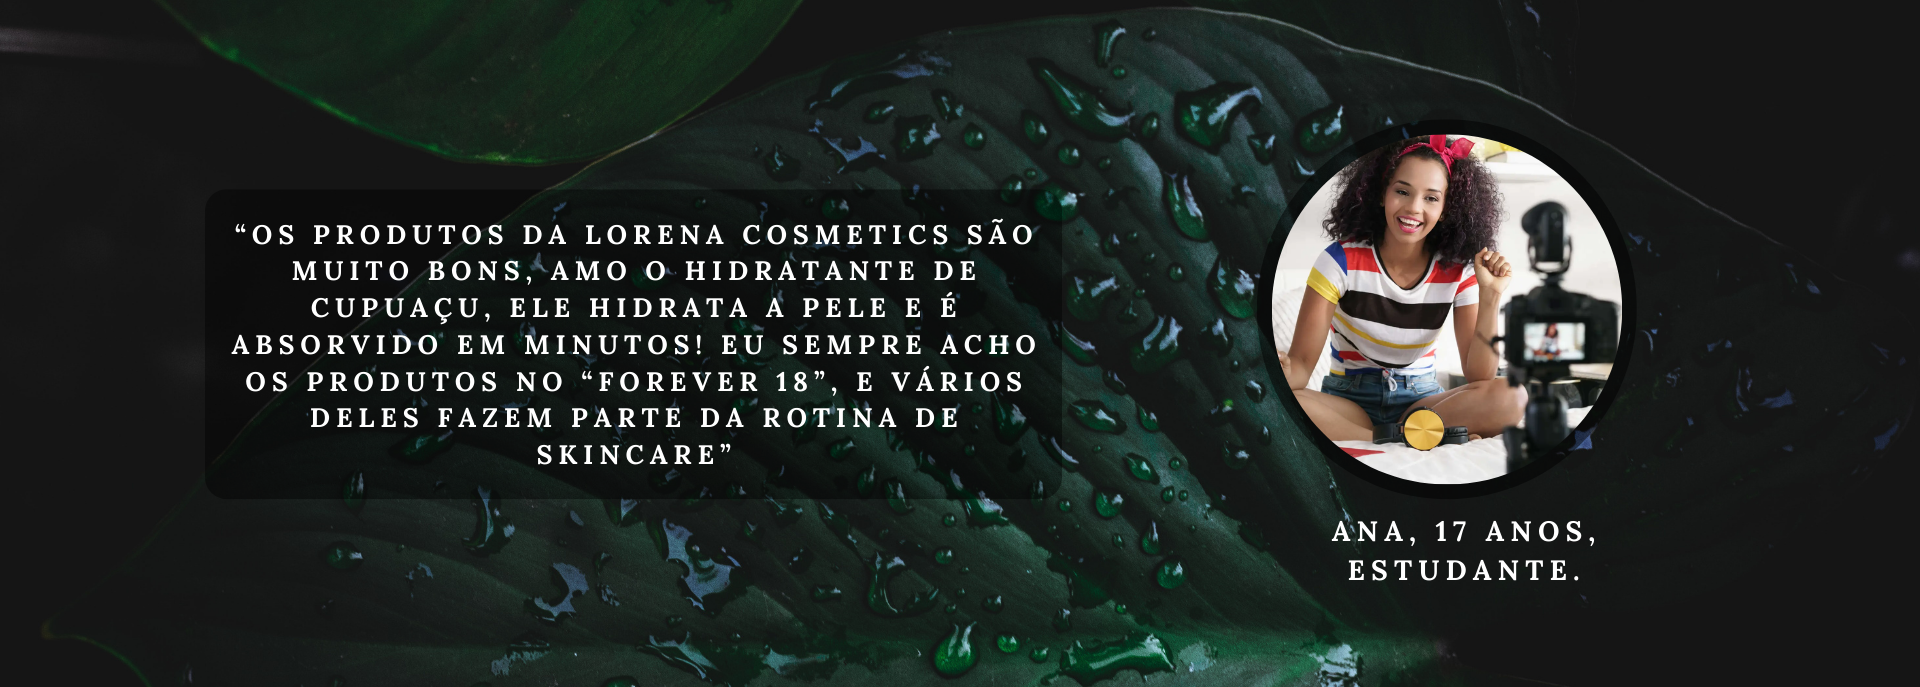 “OS PRODUTOS DA LORENA COSMETICS SÃO
MUITO BONS, AMO O HIDRATANTE DE
CUPUAÇU, ELE HIDRATA A PELE E É
ABSORVIDO EM MINUTOS! EU SEMPRE ACHO
OS PRODUTOS NO “FOREVER 18”, E VÁRIOS
DELES FAZEM PARTE DA ROTINA DE
SKINCARE”
ANA, 17 ANOS,
ESTUDANTE.